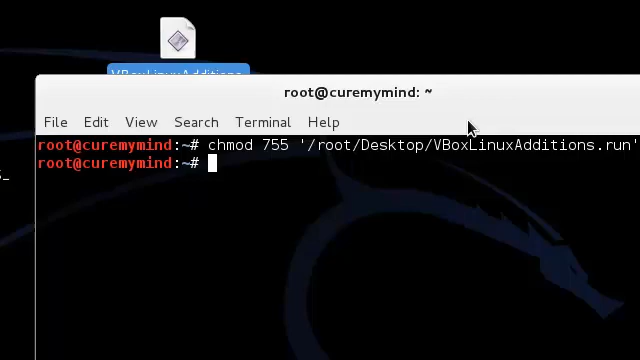 VBoxLinuxAdditions.
root@curemymind: ~
File Edit View Search Terminal Help
root@curemymind:~# chmod 755 '/root/Desktop/VBoxLinuxAdditions.run'
root@curemymind:~#